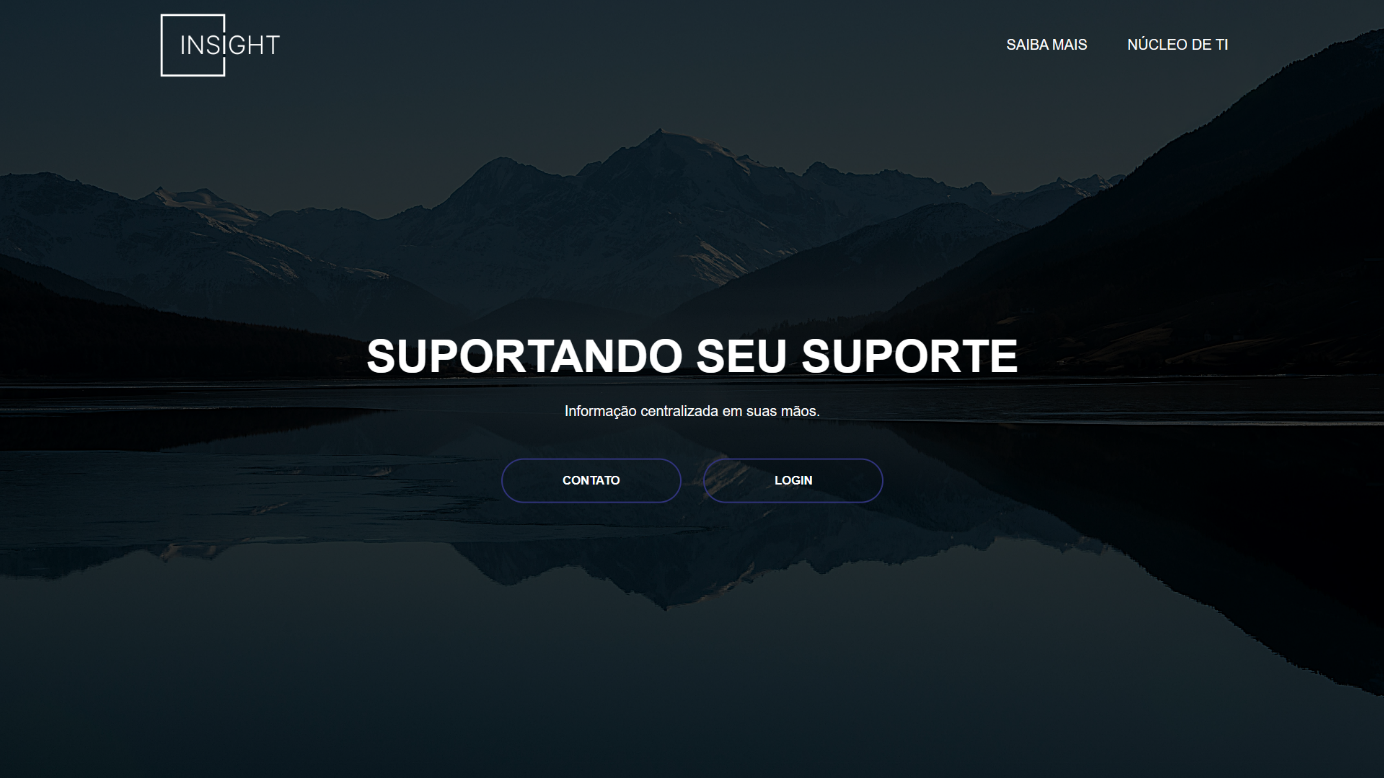 INSIGHT
SAIBA MAIS
NÚCLEO DE TI
SUPORTANDO SEU SUPORTE
Informação centralizada em suas mãos.
CONTATO
LOGIN